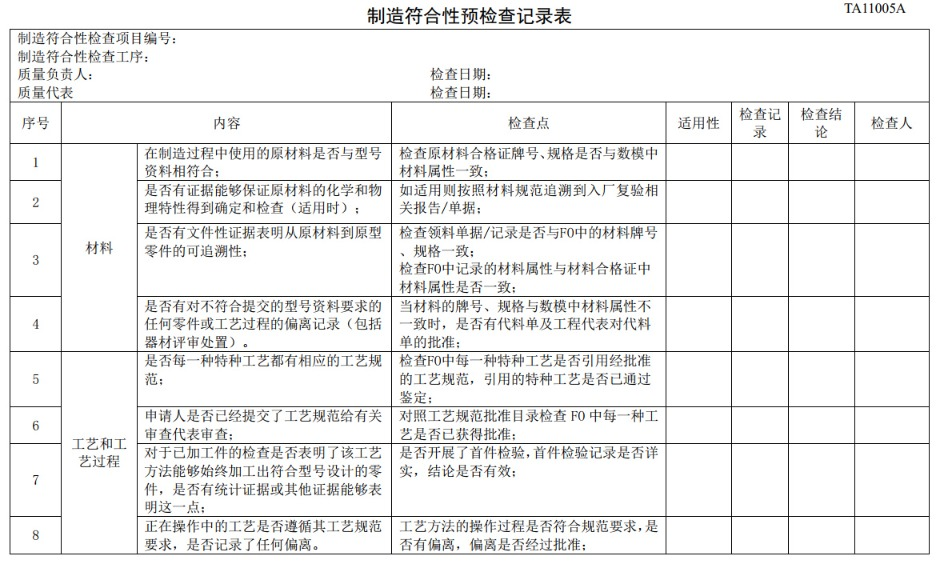 制造符合性预检查记录表
TA11005A
制造符合性检查项目编号:
制造符合性检查工序:
质量负责人: 检查日期:
质量代表 检查日期:
序号 内容 检查点 适用性 检查记录 检查结论 检查人
1
材料
在制造过程中使用的原材料是否与型号
资料相符合;
检查原材料合格证牌号、规格是否与数模中
材料属性一致;
2
是否有证据能够保证原材料的化学和物
理特性得到确定和检查(适用时);
如适用则按照材料规范追溯到入厂复验相
关报告/单据;
3
是否有文件性证据表明从原材料到原型
零件的可追溯性;
检查领料单据/记录是否与FO中的材料牌号
、规格一致;
检查FO中记录的材料属性与材料合格证中
材料属性是否一致;
4
是否有对不符合提交的型号资料要求的
任何零件或工艺过程的偏离记录(包括
器材评审处置)。
当材料的牌号、规格与数模中材料属性不
一致时,是否有代料单及工程代表对代料
单的批准;
5
工艺和工
艺过程
是否每一种特种工艺都有相应的工艺规
范;
检查FO中每一种特种工艺是否引用经批准
的工艺规范,引用的特种工艺是否已通过
鉴定;
6
申请人是否已经提交了工艺规范给有关
审查代表审查;
对照工艺规范批准目录检查 FO 中每一种工
艺是否已获得批准;
7
对于已加工件的检查是否表明了该工艺
方法能够始终加工出符合型号设计的零
件,是否有统计证据或其他证据能够表
明这一点;
是否开展了首件检验,首件检验记录是否详
实,结论是否有效;
8
正在操作中的工艺是否遵循其工艺规范
要求,是否记录了任何偏离。
工艺方法的操作过程是否符合规范要求,是
否有偏离,偏离是否经过批准;